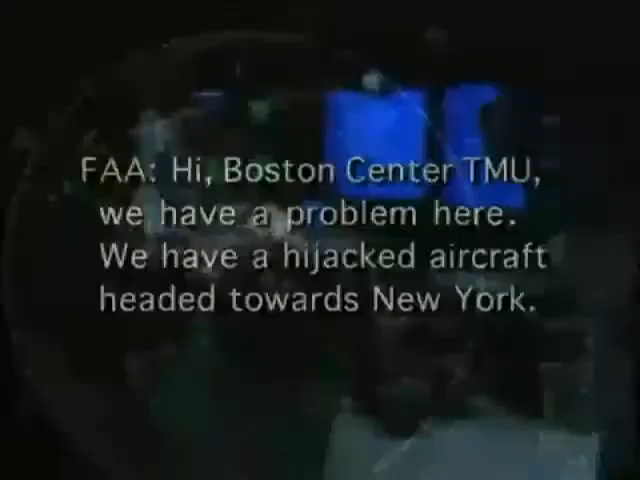 FAA: Hi, Boston Center TMU,
we have a problem here.
We have a hijacked aircraft
headed towards New York.